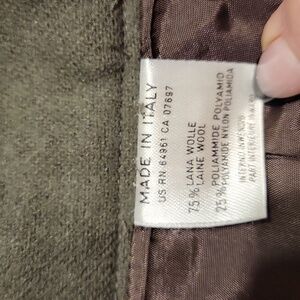 MADE IN ITALY
US.RN. 64961 CA 07697
75% LANA WOLLE
LAINE WOOL
25% POLIAMMIDE POLYAMID
POLYAMIDE NYLON POLIAMIDA